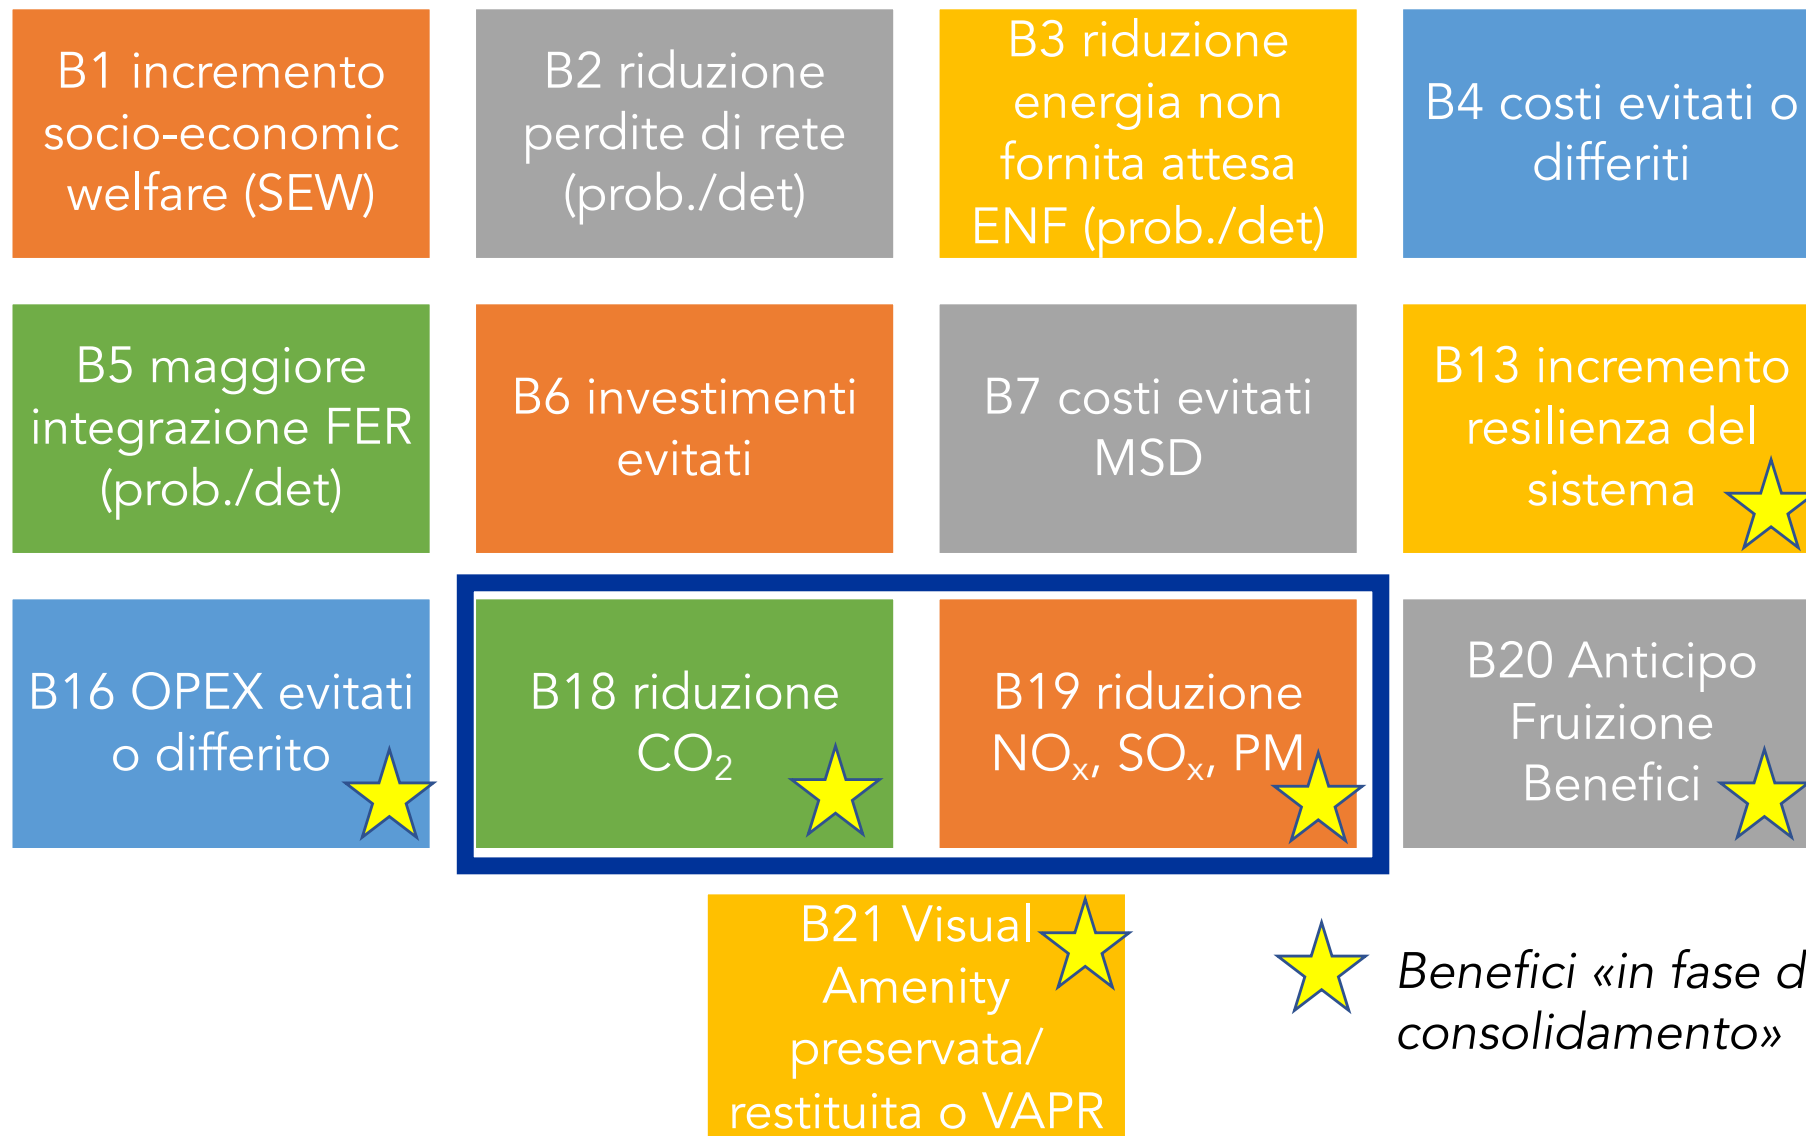 B1 incremento
socio-economic
welfare (SEW)
B2 riduzione
perdite di rete
(prob./det)
B3 riduzione
energia non
fornita attesa
ENF (prob./det)
B4 costi evitati o
differiti
B5 maggiore
integrazione FER
(prob./det)
B6 investimenti
evitati
B7 costi evitati
MSD
B13 incremento
resilienza del
sistema
B16 OPEX evitati
o differito
B18 riduzione
CO₂
B19 riduzione
NOₓ, SOₓ, PM
B20 Anticipo
Fruizione
Benefici
B21 Visual
Amenity
preservata/
restituita o VAPR
Benefici «in fase d
consolidamento»